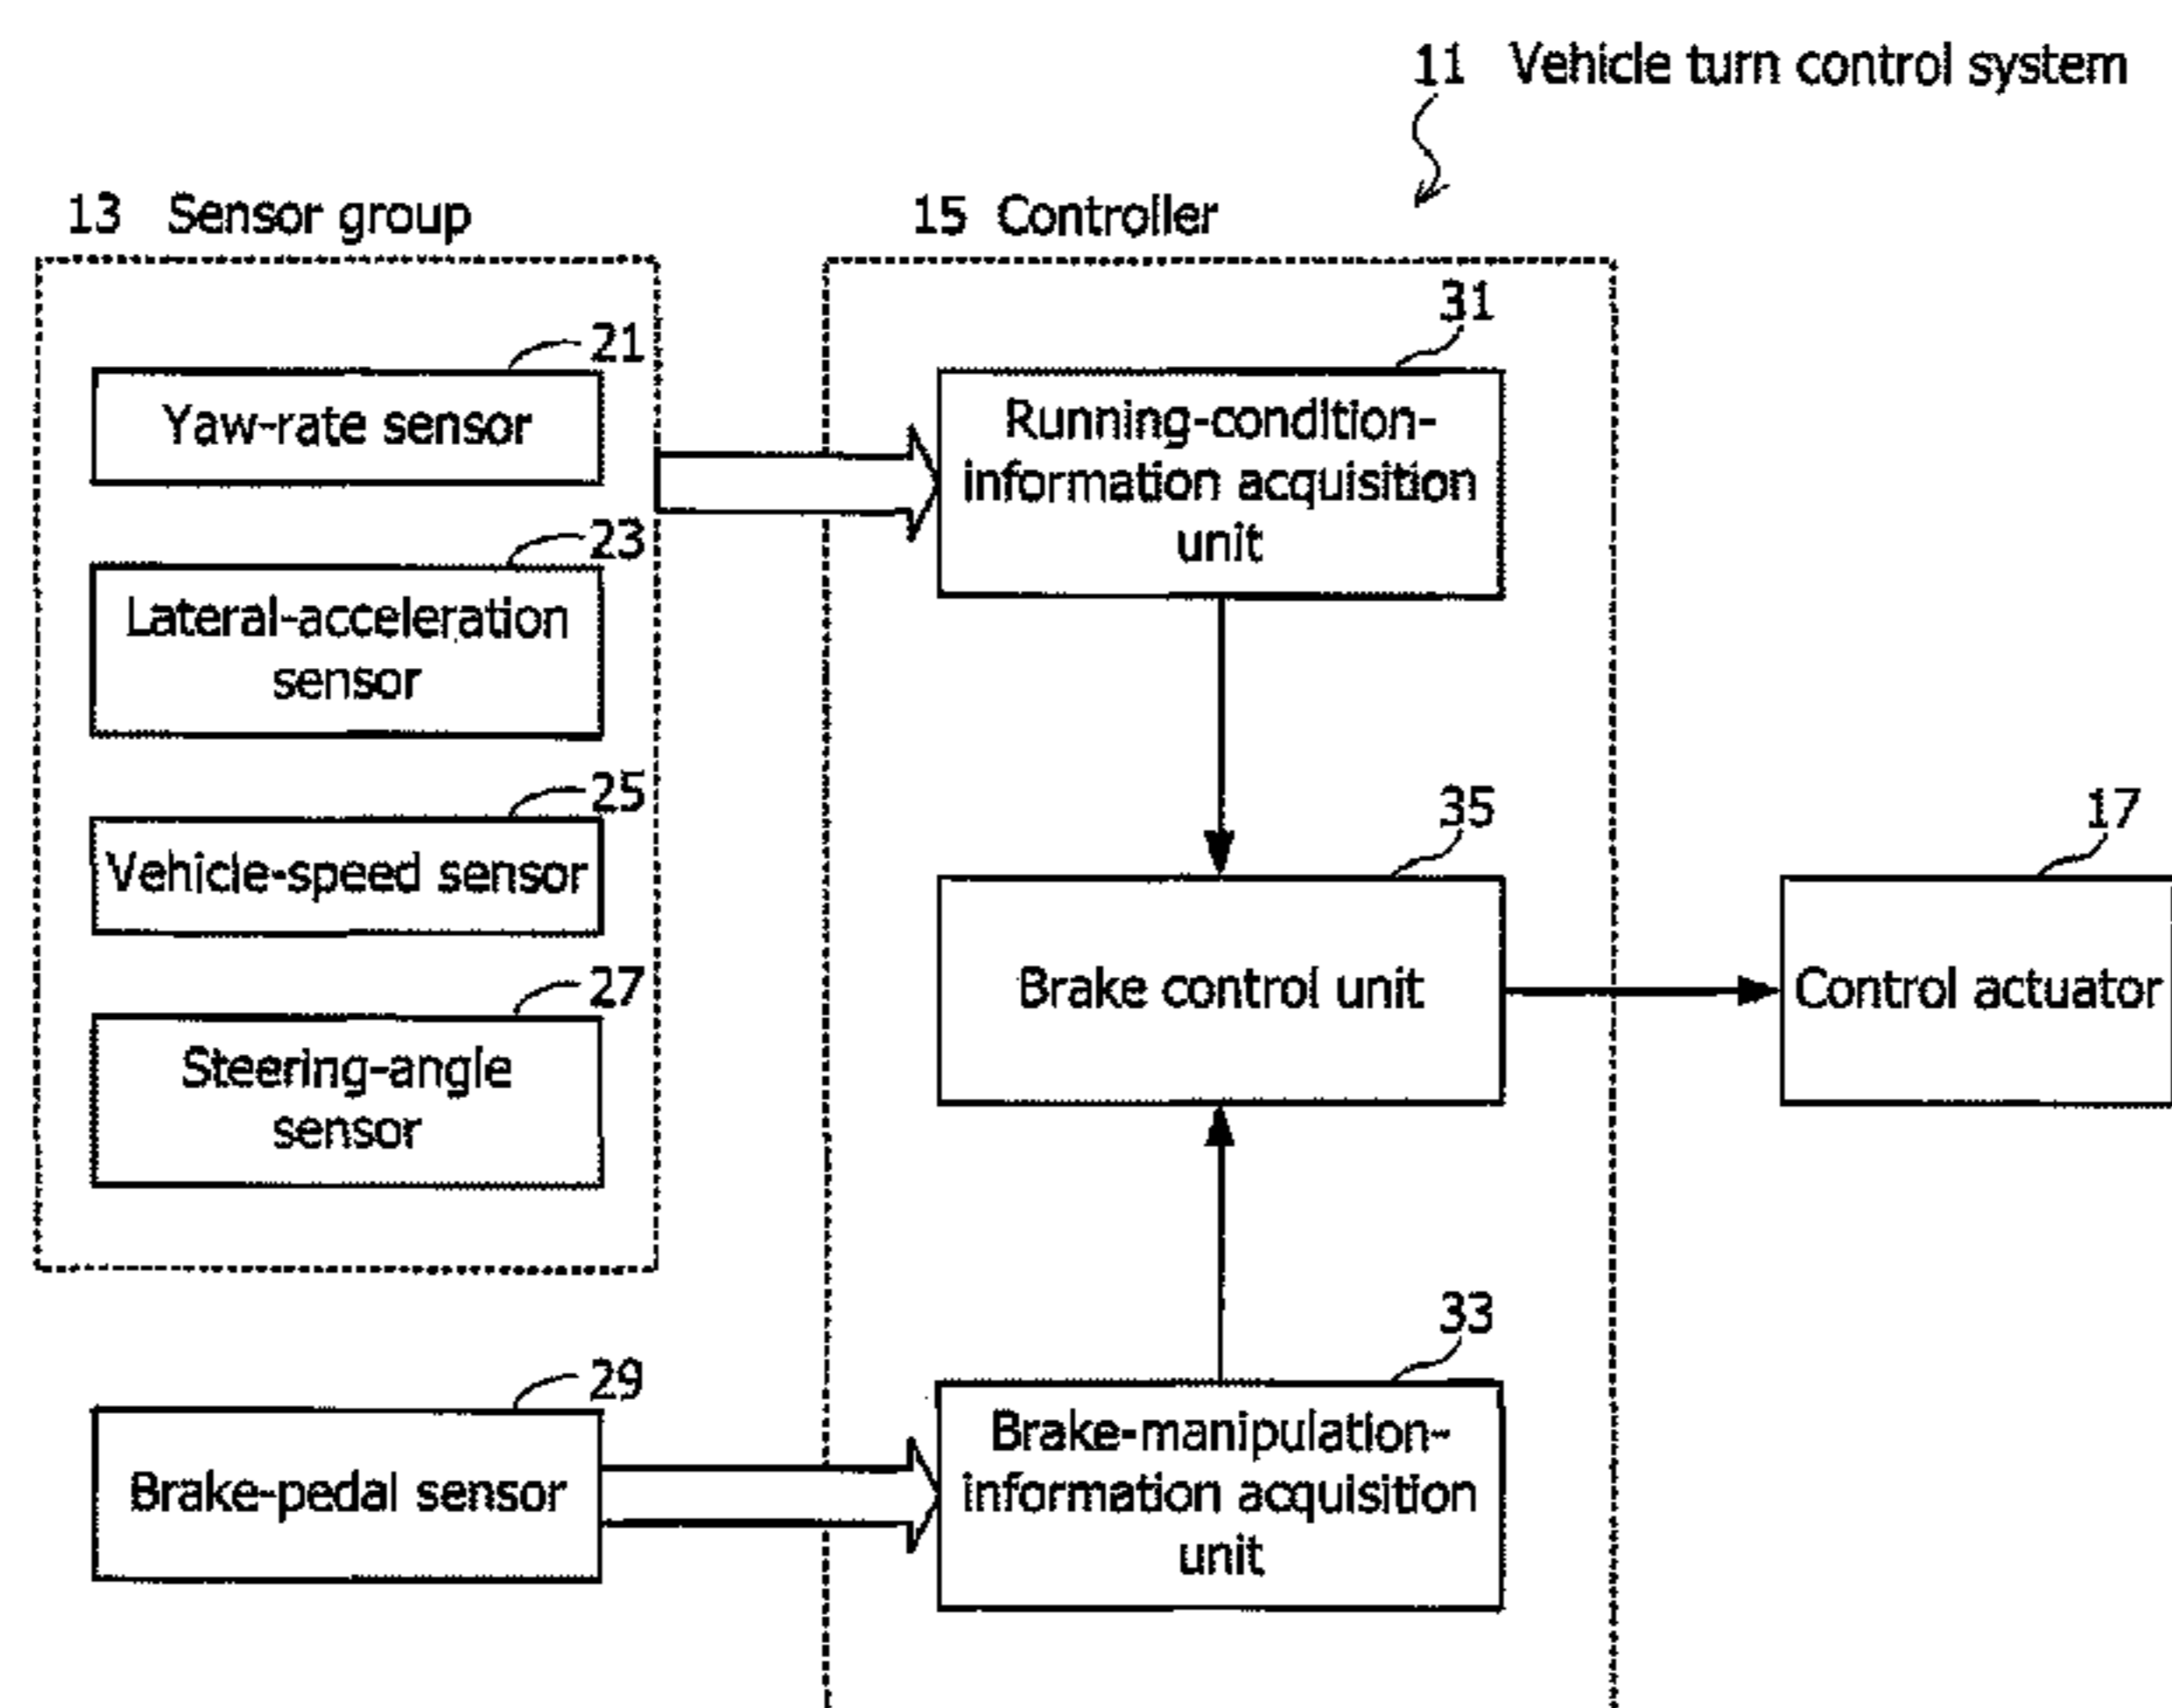 11 Vehicle turn control system
13 Sensor group
15 Controller
21
Yaw-rate sensor
23
Lateral-acceleration
sensor
25
Vehicle-speed sensor
27
Steering-angle
sensor
29
Brake-pedal sensor
31
Running-condition-
information acquisition
unit
35
Brake control unit
33
Brake-manipulation-
information acquisition
unit
17
Control actuator